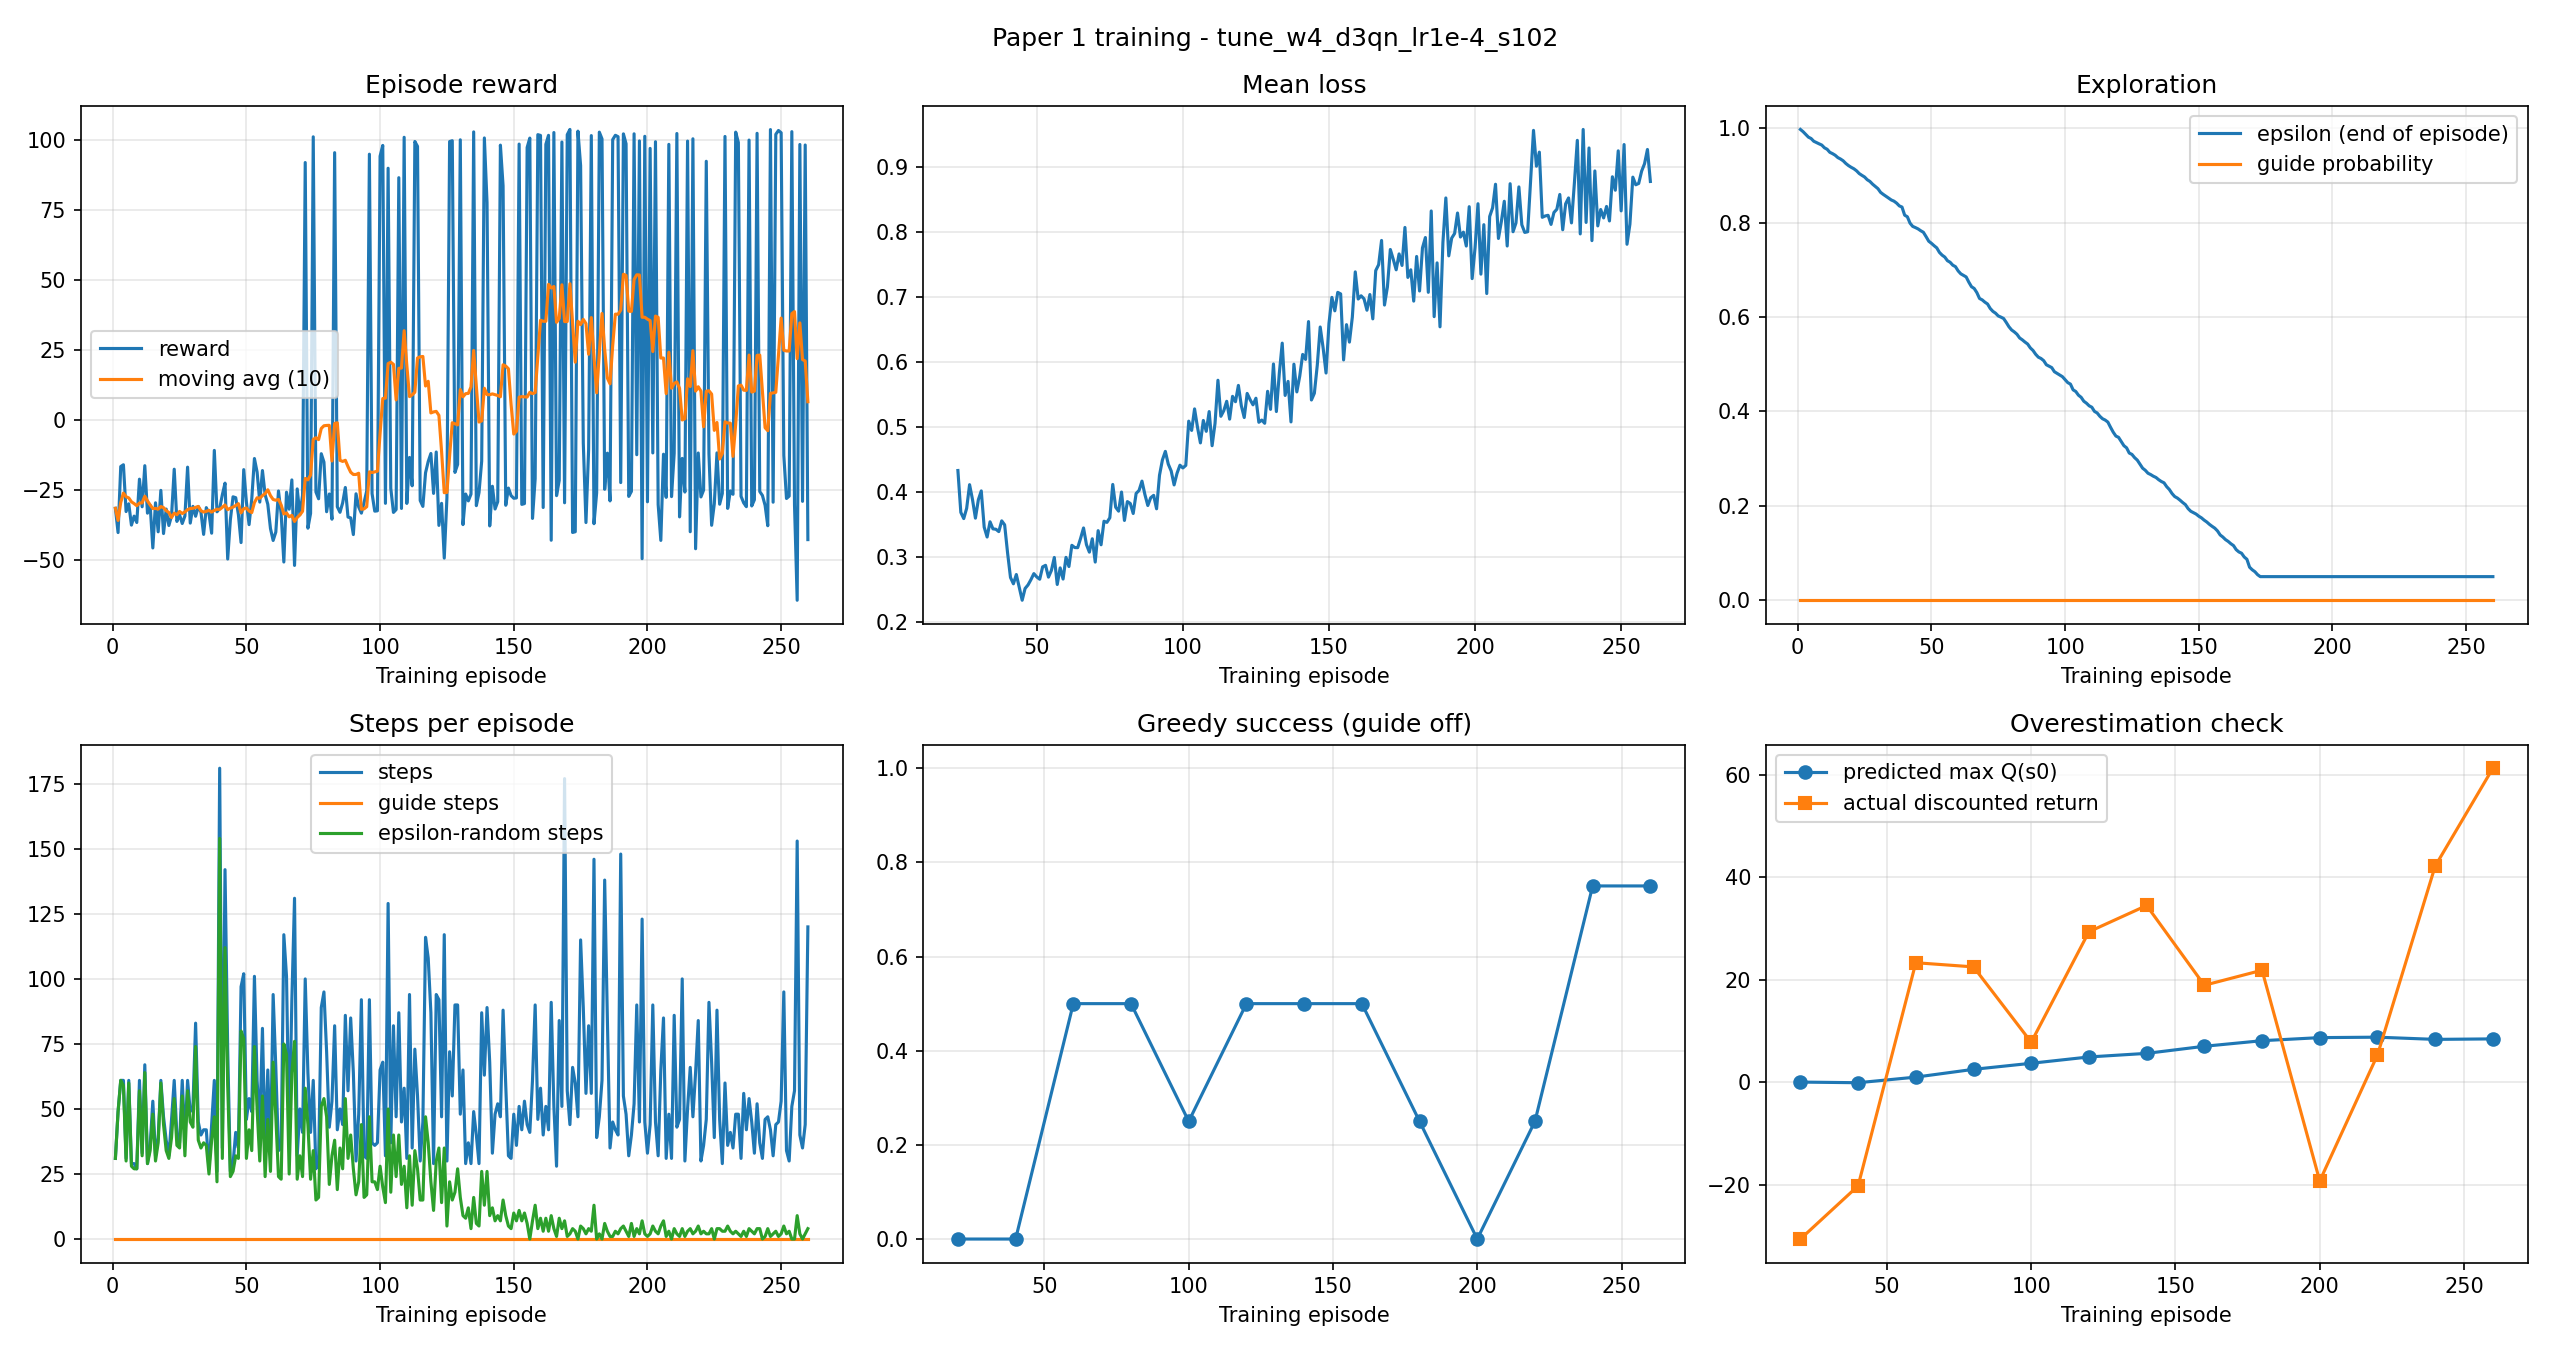 Paper 1 training - tune_w4_d3qn_lr1e-4_s102
Episode reward
100
75
50
25
0
−25
−50
reward
moving avg (10)
0 50 100 150 200 250
Training episode
Mean loss
0.9
0.8
0.7
0.6
0.5
0.4
0.3
0.2
50 100 150 200 250
Training episode
Exploration
1.0
0.8
0.6
0.4
0.2
0.0
epsilon (end of episode)
guide probability
0 50 100 150 200 250
Training episode
Steps per episode
175
150
125
100
75
50
25
0
steps
guide steps
epsilon-random steps
0 50 100 150 200 250
Training episode
Greedy success (guide off)
1.0
0.8
0.6
0.4
0.2
0.0
50 100 150 200 250
Training episode
Overestimation check
60
40
20
0
−20
predicted max Q(s0)
actual discounted return
50 100 150 200 250
Training episode